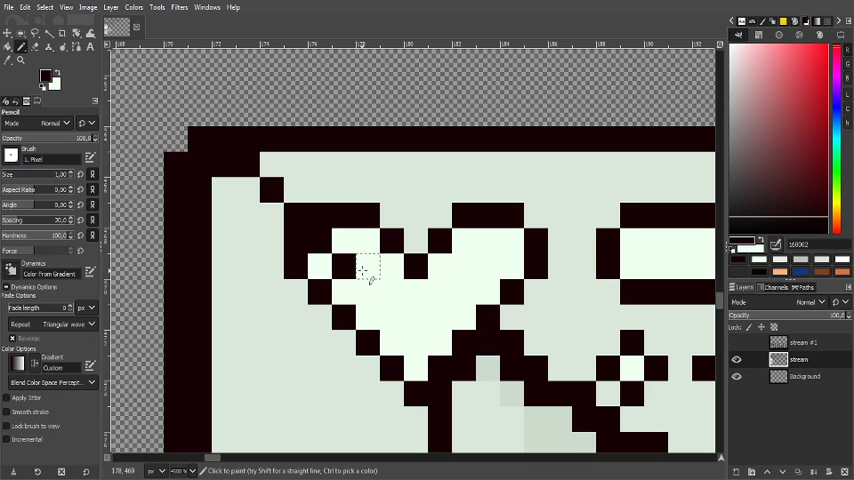 File Edit Select View Image Layer Colors Tools Filters Windows Help
Pencil
Mode Normal
Opacity 100,0
Brush
1. Pixel
Size 1,00
Aspect Ratio 0,00
Angle 0,00
Spacing 20,0
Hardness 100,0
Force
Dynamics
Color From Gradient
Dynamics Options
Fade Options
Fade length 0 px
Repeat Triangular wave
Reverse
Color Options
Gradient
Custom
Blend Color Space Percept...
Apply Jitter
Smooth stroke
Lock brush to view
Incremental
178, 469 px Click to paint (try Shift for a straight line, Ctrl to pick a color)
R
G
B
L
C
h
160002
Layers Channels Paths
Mode Normal
Opacity 100,0
Lock:
stream #1
stream
Background